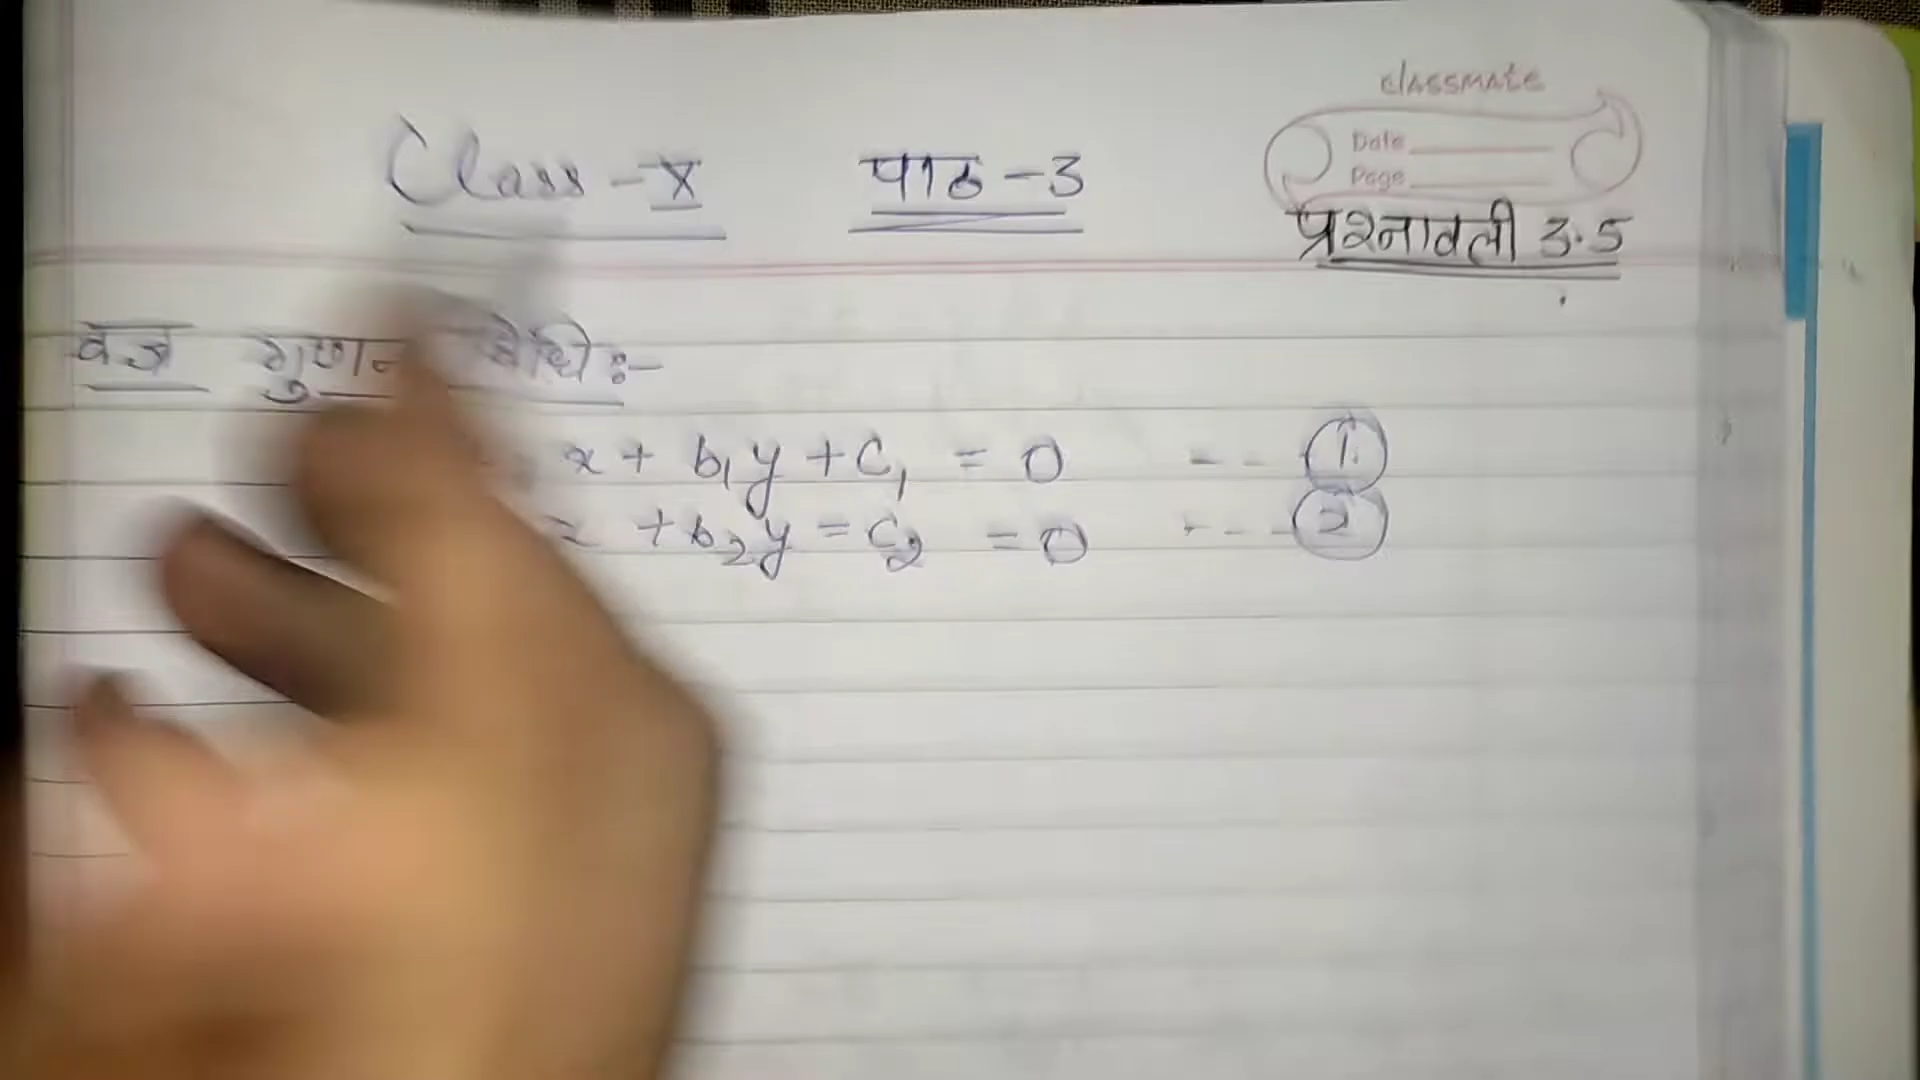 classmate
Date
Page
Class - X पाठ - 3
प्रश्नावली 3.5
वज्र गुणन विधि :-
x + b₁y + c₁ = 0 -- 1.
x + b₂y = c₂ = 0 --- 2